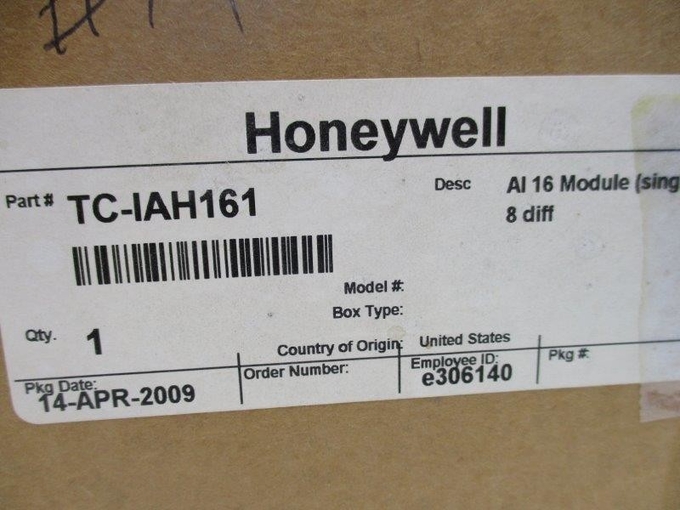 Honeywell
Part # TC-IAH161 Desc AI 16 Module (sing
8 diff
Model #:
Box Type:
Qty. 1 Country of Origin: United States
Pkg Date: Order Number: Employee ID: Pkg #:
14-APR-2009 e306140